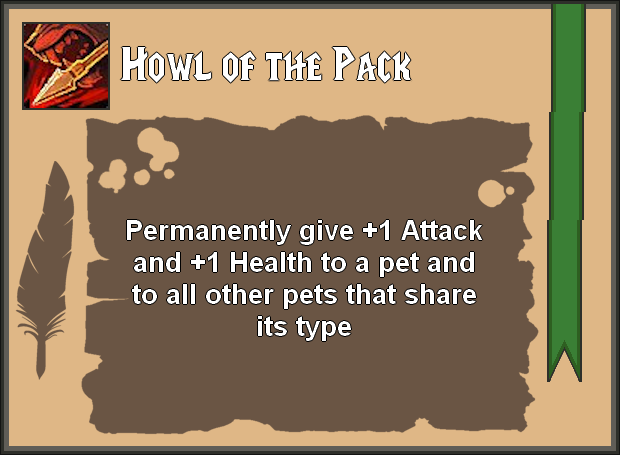 Howl of the Pack
Permanently give +1 Attack
and +1 Health to a pet and
to all other pets that share
its type